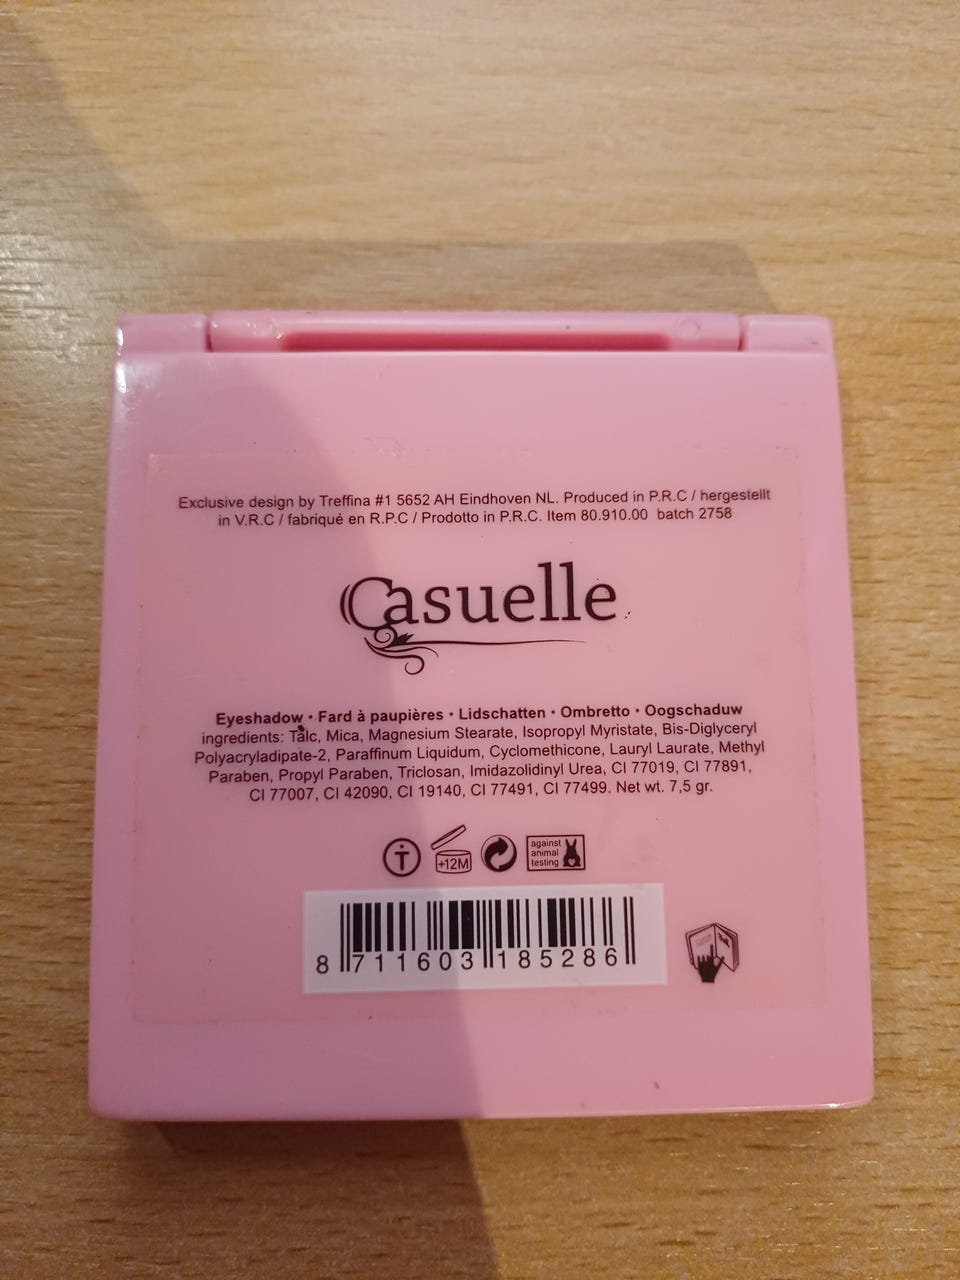 Exclusive design by Treffina #1 5652 AH Eindhoven NL. Produced in P.R.C / hergestellt
in V.R.C / fabriqué en R.P.C / Prodotto in P.R.C. Item 80.910.00 batch 2758
Casuelle
Eyeshadow · Fard à paupières · Lidschatten · Ombretto · Oogschaduw
ingredients: Talc, Mica, Magnesium Stearate, Isopropyl Myristate, Bis-Diglyceryl
Polyacryladipate-2, Paraffinum Liquidum, Cyclomethicone, Lauryl Laurate, Methyl
Paraben, Propyl Paraben, Triclosan, Imidazolidinyl Urea, CI 77019, CI 77891,
CI 77007, CI 42090, CI 19140, CI 77491, CI 77499. Net wt. 7,5 gr.
T
+12M
against
animal
testing
8 711603 185286